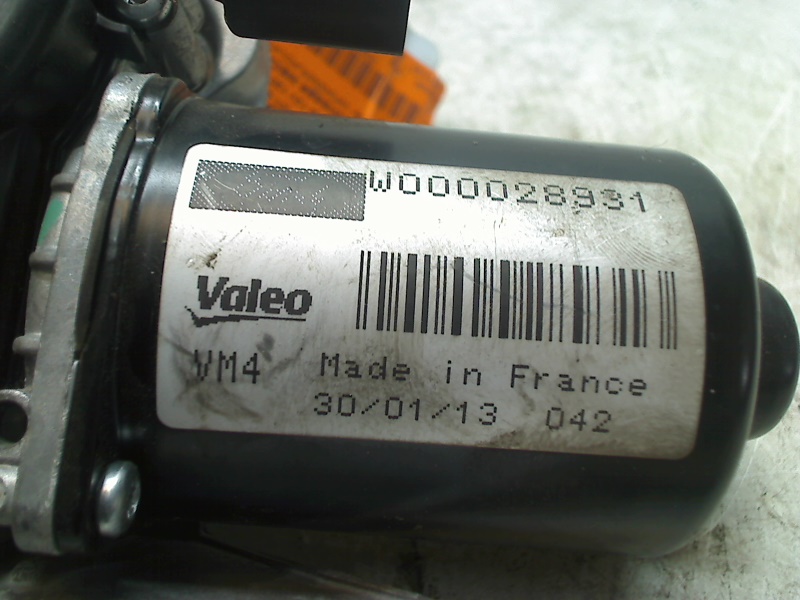 W000028931
Valeo
VM4 Made in France
30/01/13 042